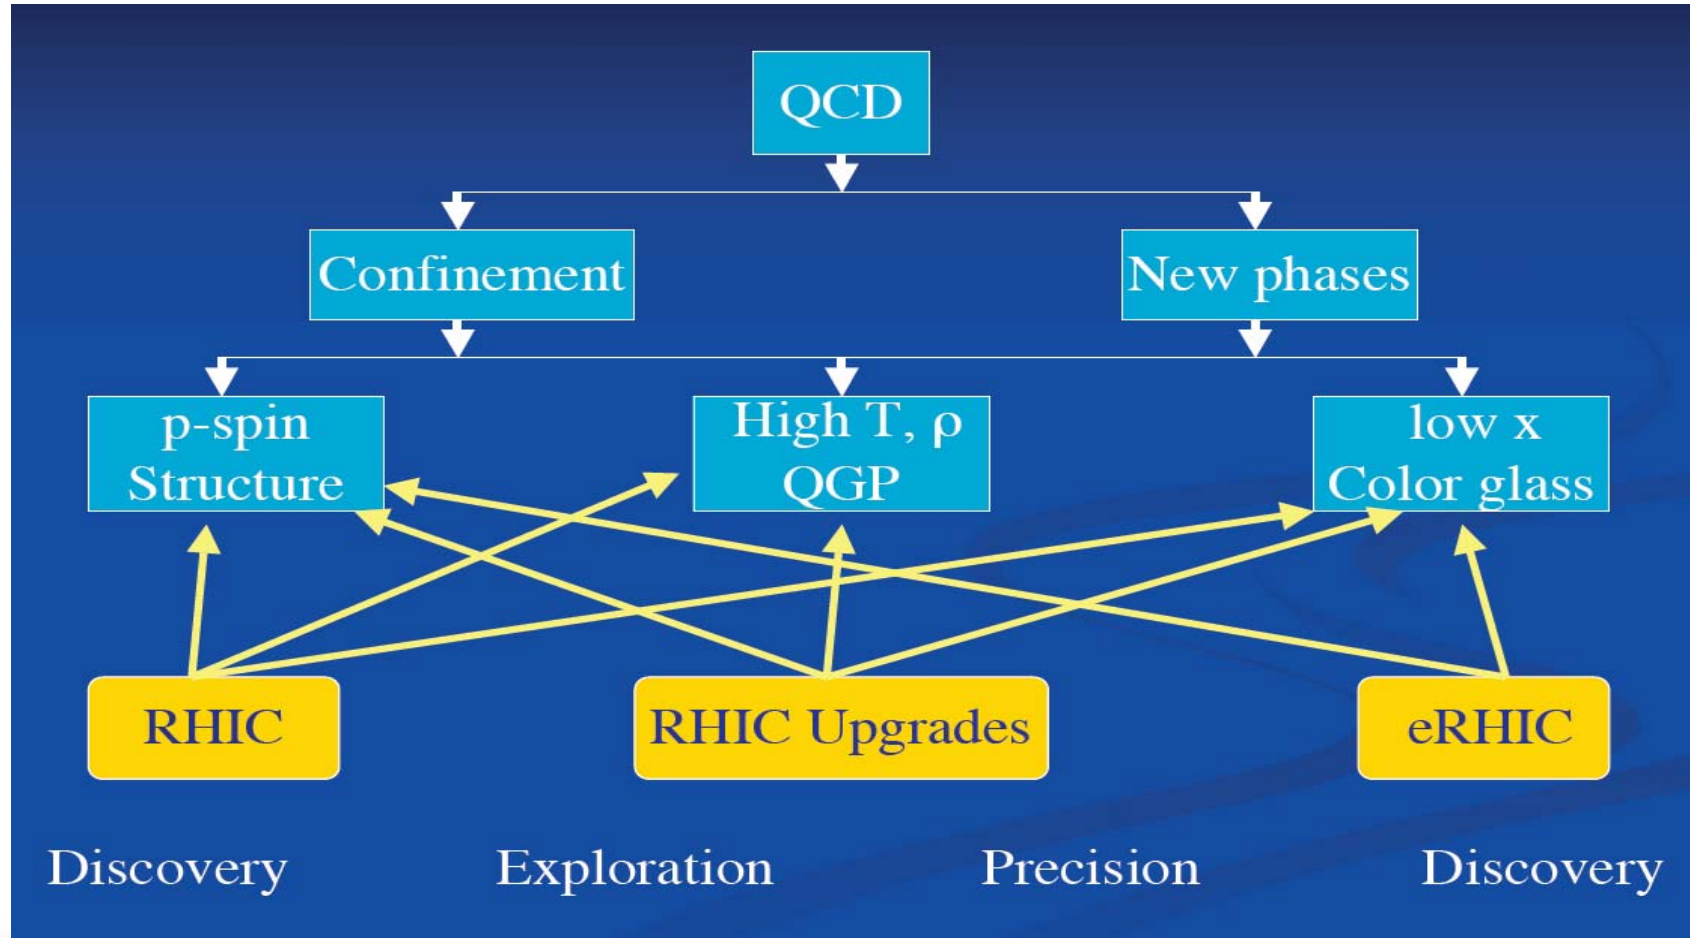 QCD
Confinement
New phases
p-spin
Structure
High T, ρ
QGP
low x
Color glass
RHIC
RHIC Upgrades
eRHIC
Discovery
Exploration
Precision
Discovery